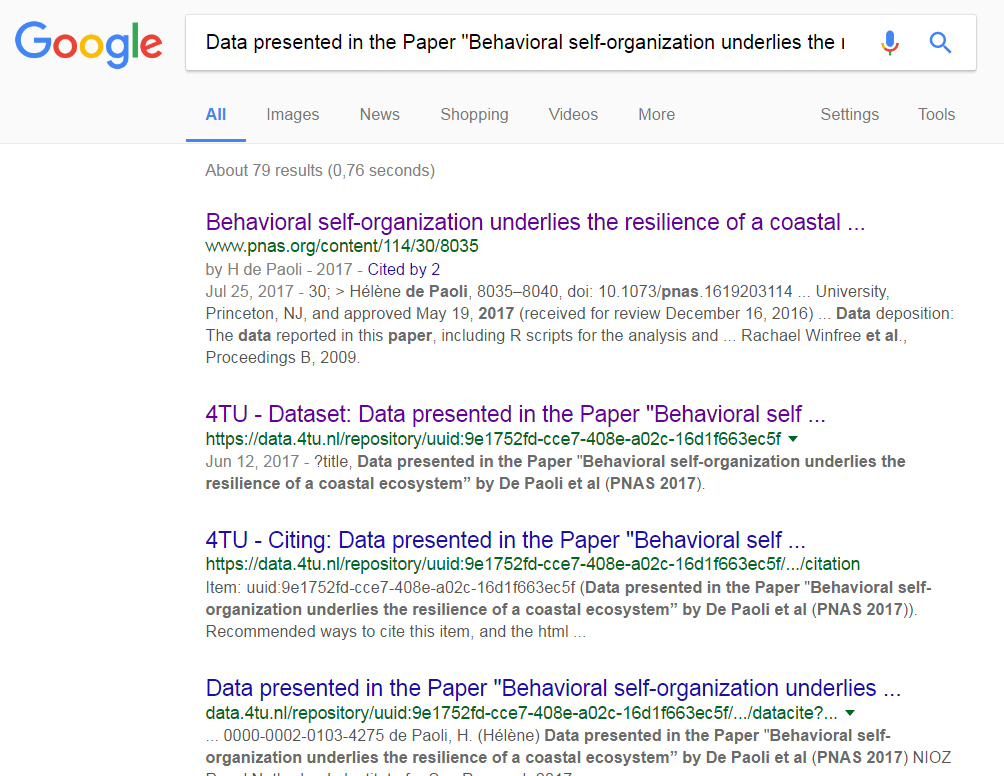 Google
Data presented in the Paper "Behavioral self-organization underlies the
All Images News Shopping Videos More Settings Tools
About 79 results (0,76 seconds)
Behavioral self-organization underlies the resilience of a coastal ...
www.pnas.org/content/114/30/8035
by H de Paoli - 2017 - Cited by 2
Jul 25, 2017 - 30; > Hélène de Paoli, 8035–8040, doi: 10.1073/pnas.1619203114 ... University,
Princeton, NJ, and approved May 19, 2017 (received for review December 16, 2016) ... Data deposition:
The data reported in this paper, including R scripts for the analysis and ... Rachael Winfree et al.,
Proceedings B, 2009.
4TU - Dataset: Data presented in the Paper "Behavioral self ...
https://data.4tu.nl/repository/uuid:9e1752fd-cce7-408e-a02c-16d1f663ec5f
Jun 12, 2017 - ?title, Data presented in the Paper "Behavioral self-organization underlies the
resilience of a coastal ecosystem” by De Paoli et al (PNAS 2017).
4TU - Citing: Data presented in the Paper "Behavioral self ...
https://data.4tu.nl/repository/uuid:9e1752fd-cce7-408e-a02c-16d1f663ec5f/.../citation
Item: uuid:9e1752fd-cce7-408e-a02c-16d1f663ec5f (Data presented in the Paper "Behavioral self-
organization underlies the resilience of a coastal ecosystem” by De Paoli et al (PNAS 2017)).
Recommended ways to cite this item, and the html ...
Data presented in the Paper "Behavioral self-organization underlies ...
data.4tu.nl/repository/uuid:9e1752fd-cce7-408e-a02c-16d1f663ec5f/.../datacite?...
... 0000-0002-0103-4275 de Paoli, H. (Hélène) Data presented in the Paper "Behavioral self-
organization underlies the resilience of a coastal ecosystem” by De Paoli et al (PNAS 2017) NIOZ